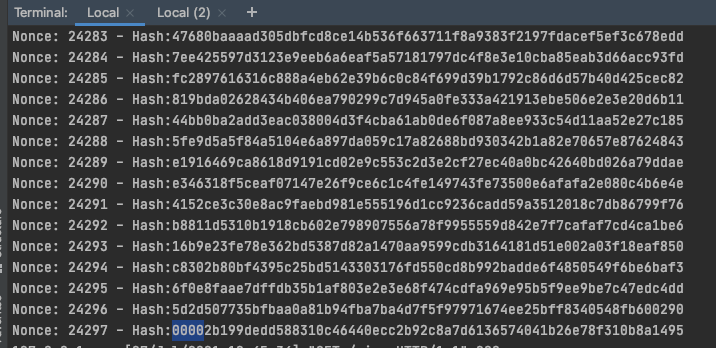 Terminal: Local × Local (2) × +
Nonce: 24283 - Hash:47680baaaad305dbfcd8ce14b536f663711f8a9383f2197fdacef5ef3c678edd
Nonce: 24284 - Hash:7ee425597d3123e9eeb6a6eaf5a57181797dc4f8e3e10cba85eab3d66acc93fd
Nonce: 24285 - Hash:fc2897616316c888a4eb62e39b6c0c84f699d39b1792c86d6d57b40d425cec82
Nonce: 24286 - Hash:819bda02628434b406ea790299c7d945a0fe333a421913ebe506e2e3e20d6b11
Nonce: 24287 - Hash:44bb0ba2add3eac038004d3f4cba61ab0de6f087a8ee933c54d11aa52e27c185
Nonce: 24288 - Hash:5fe9d5a5f84a5104e6a897da059c17a82688bd930342b1a82e70657e87624843
Nonce: 24289 - Hash:e1916469ca8618d9191cd02e9c553c2d3e2cf27ec40a0bc42640bd026a79ddae
Nonce: 24290 - Hash:e346318f5ceaf07147e26f9ce6c1c4fe149743fe73500e6afafa2e080c4b6e4e
Nonce: 24291 - Hash:4152ce3c30e8ac9faebd981e555196d1cc9236cadd59a3512018c7db86799f76
Nonce: 24292 - Hash:b8811d5310b1918cb602e798907556a78f9955559d842e7f7cafaf7cd4ca1be6
Nonce: 24293 - Hash:16b9e23fe78e362bd5387d82a1470aa9599cdb3164181d51e002a03f18eaf850
Nonce: 24294 - Hash:c8302b80bf4395c25bd5143303176fd550cd8b992badde6f4850549f6be6baf3
Nonce: 24295 - Hash:6f0e8faae7dffdb35b1af803e2e3e68f474cdfa969e95b5f9ee9be7c47edc4dd
Nonce: 24296 - Hash:5d2f507735bfbaa0a81b94fba7ba4d7f5f97971674ee25bff8340548fb600290
Nonce: 24297 - Hash:00002b199dedd588310c46440ecc2b92c8a7d6136574041b26e78f310b8a1495